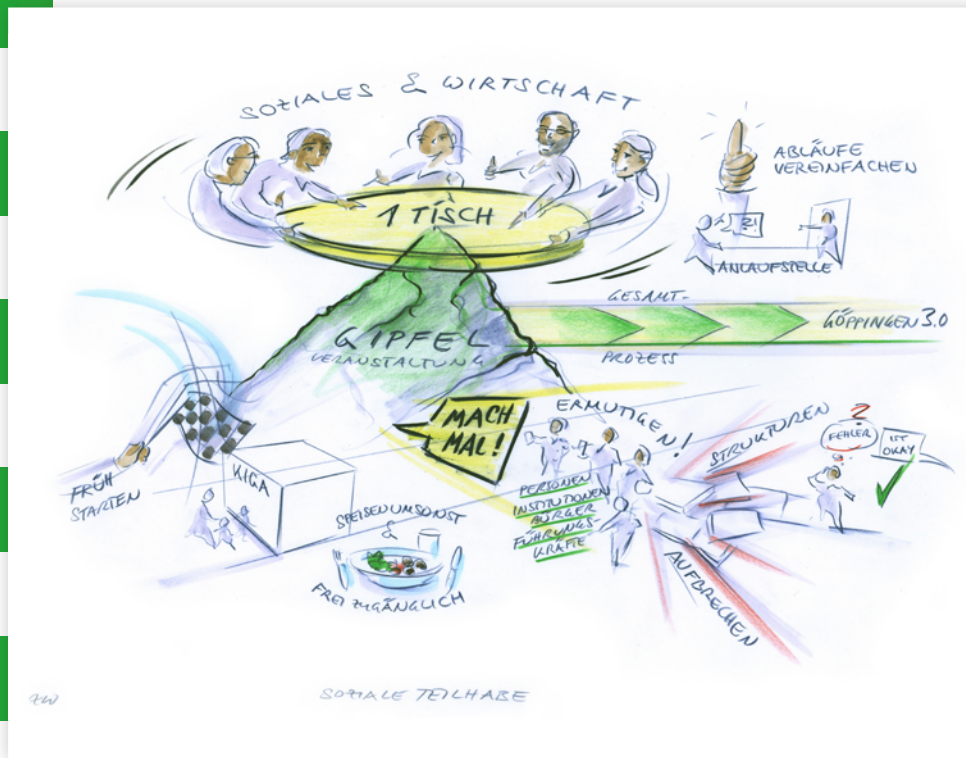 SOZIALES & WIRTSCHAFT
1 TISCH
ABLÄUFE
VEREINFACHEN
?!
ANLAUFSTELLE
GIPFEL
VERANSTALTUNG
GESAMT-
PROZESS
GÖPPINGEN 3.0
MACH
MAL!
ERMUTIGEN!
PERSONEN
INSTITUTIONEN
BÜRGER
FÜHRUNGS-
KRÄFTE
STRUKTUREN
AUFBRECHEN
?
FEHLER
IST
OKAY
FRÜH
STARTEN
KIGA
SPEISEN UMSONST
&
FREI ZUGÄNGLICH
SOZIALE TEILHABE